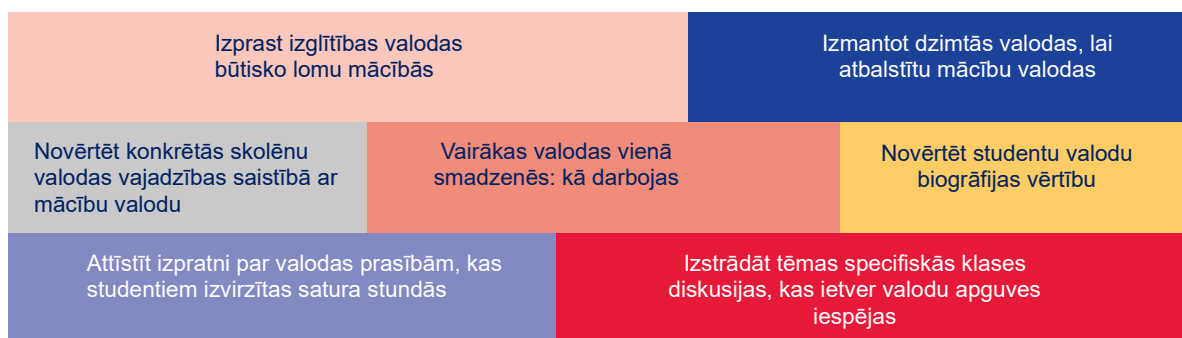 Izprast izglītības valodas
būtisko lomu mācībās
Izmantot dzimtās valodas, lai
atbalstītu mācību valodas
Novērtēt konkrētās skolēnu
valodas vajadzības saistībā ar
mācību valodu
Vairākas valodas vienā
smadzenēs: kā darbojas
Novērtēt studentu valodu
biogrāfijas vērtību
Attīstīt izpratni par valodas prasībām, kas
studentiem izvirzītas satura stundās
Izstrādāt tēmas specifiskās klases
diskusijas, kas ietver valodu apguves
iespējas